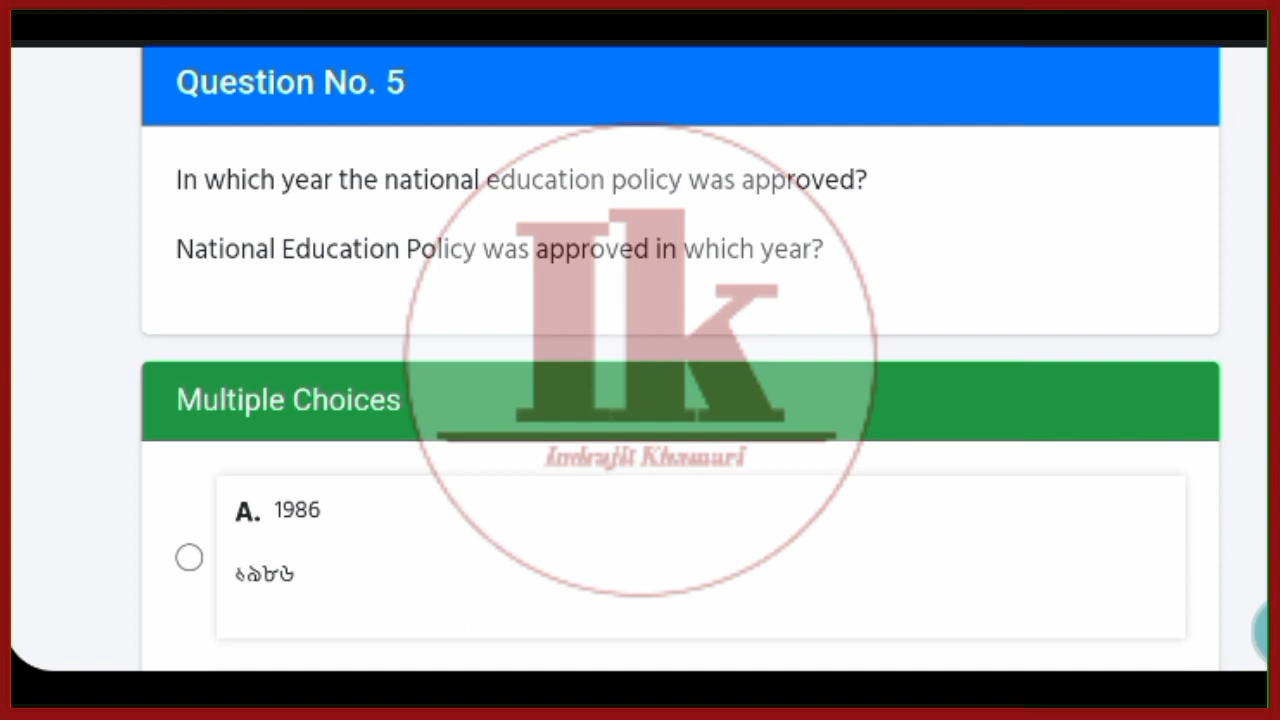 Question No. 5
In which year the national education policy was approved?
National Education Policy was approved in which year?
Ik
Indrajit Khamari
Multiple Choices
A. 1986
১৯৮৬